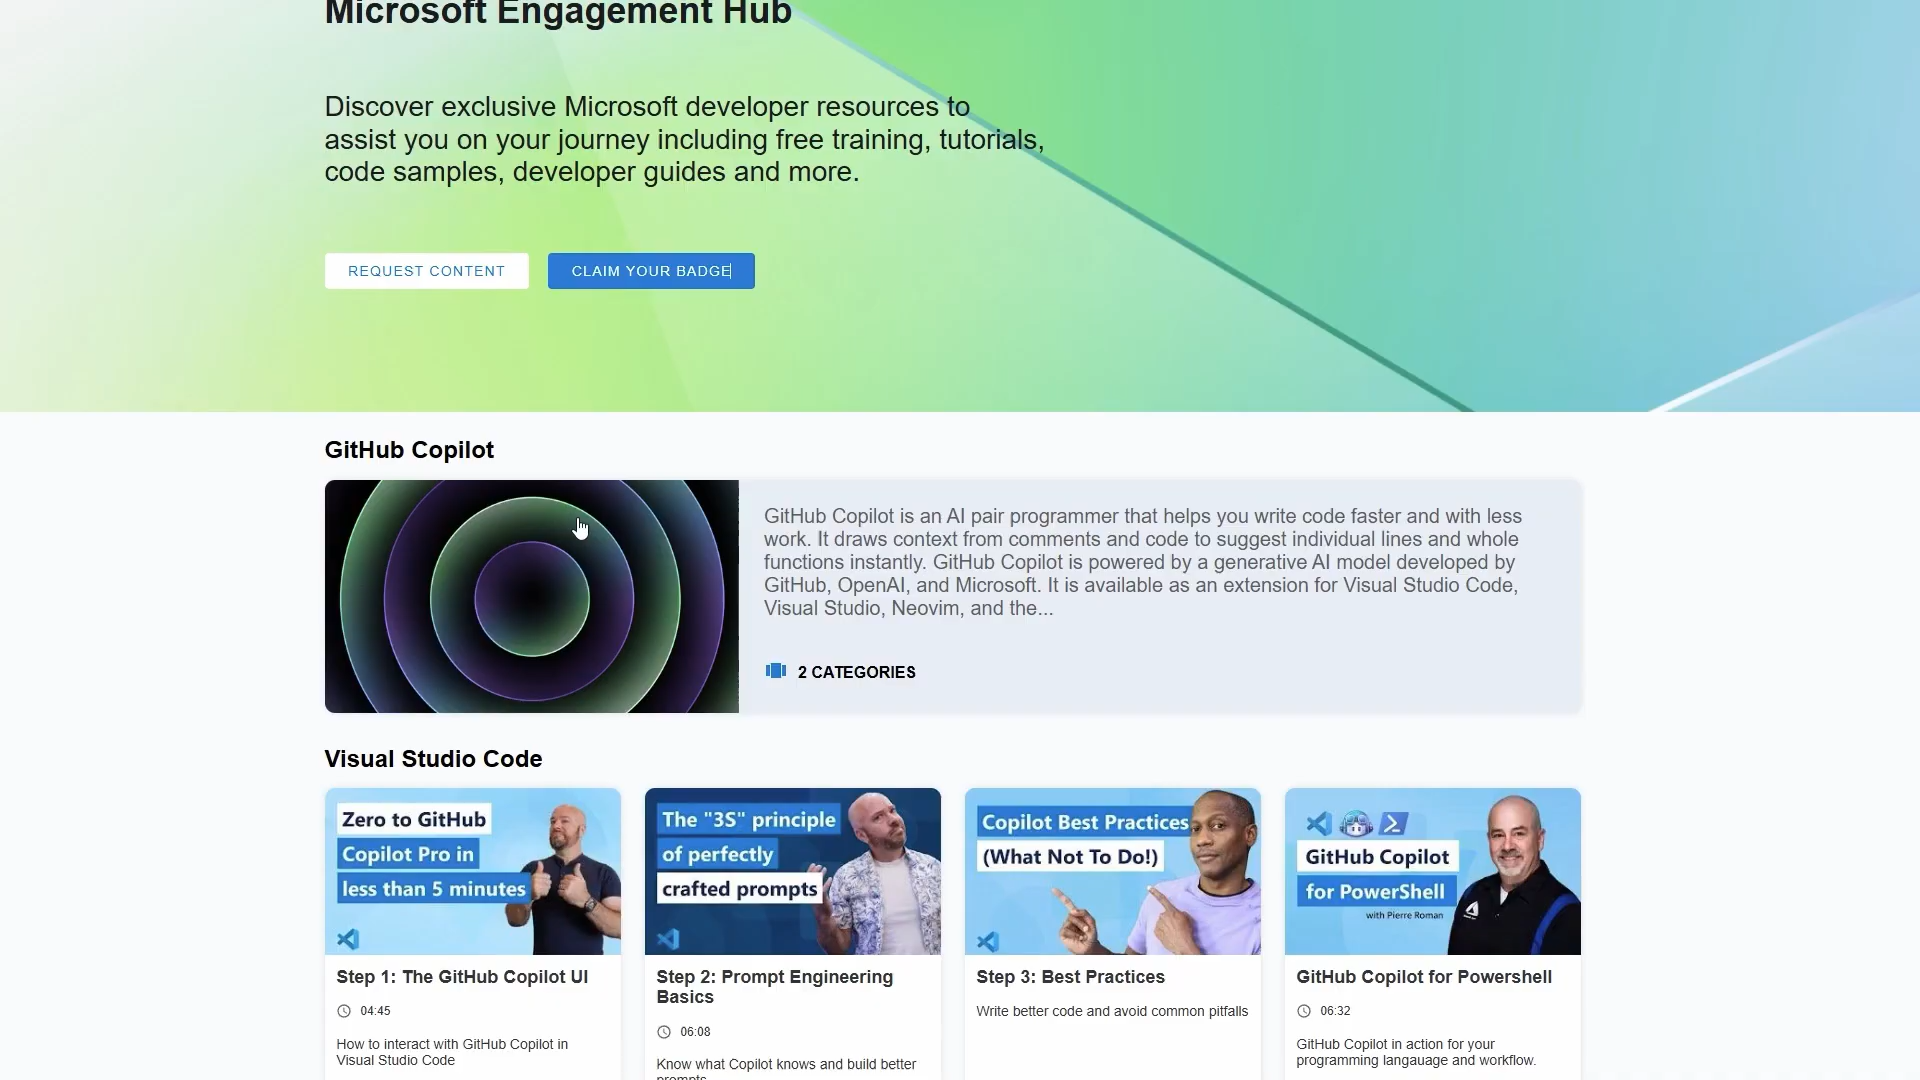 Microsoft Engagement Hub
Discover exclusive Microsoft developer resources to
assist you on your journey including free training, tutorials,
code samples, developer guides and more.
REQUEST CONTENT
CLAIM YOUR BADGE
GitHub Copilot
GitHub Copilot is an AI pair programmer that helps you write code faster and with less
work. It draws context from comments and code to suggest individual lines and whole
functions instantly. GitHub Copilot is powered by a generative AI model developed by
GitHub, OpenAI, and Microsoft. It is available as an extension for Visual Studio Code,
Visual Studio, Neovim, and the...
2 CATEGORIES
Visual Studio Code
Zero to GitHub
Copilot Pro in
less than 5 minutes
Step 1: The GitHub Copilot UI
04:45
How to interact with GitHub Copilot in
Visual Studio Code
The "3S" principle
of perfectly
crafted prompts
Step 2: Prompt Engineering
Basics
06:08
Know what Copilot knows and build better
prompts
Copilot Best Practices
(What Not To Do!)
Step 3: Best Practices
Write better code and avoid common pitfalls
GitHub Copilot
for PowerShell
with Pierre Roman
GitHub Copilot for Powershell
06:32
GitHub Copilot in action for your
programming langauage and workflow.